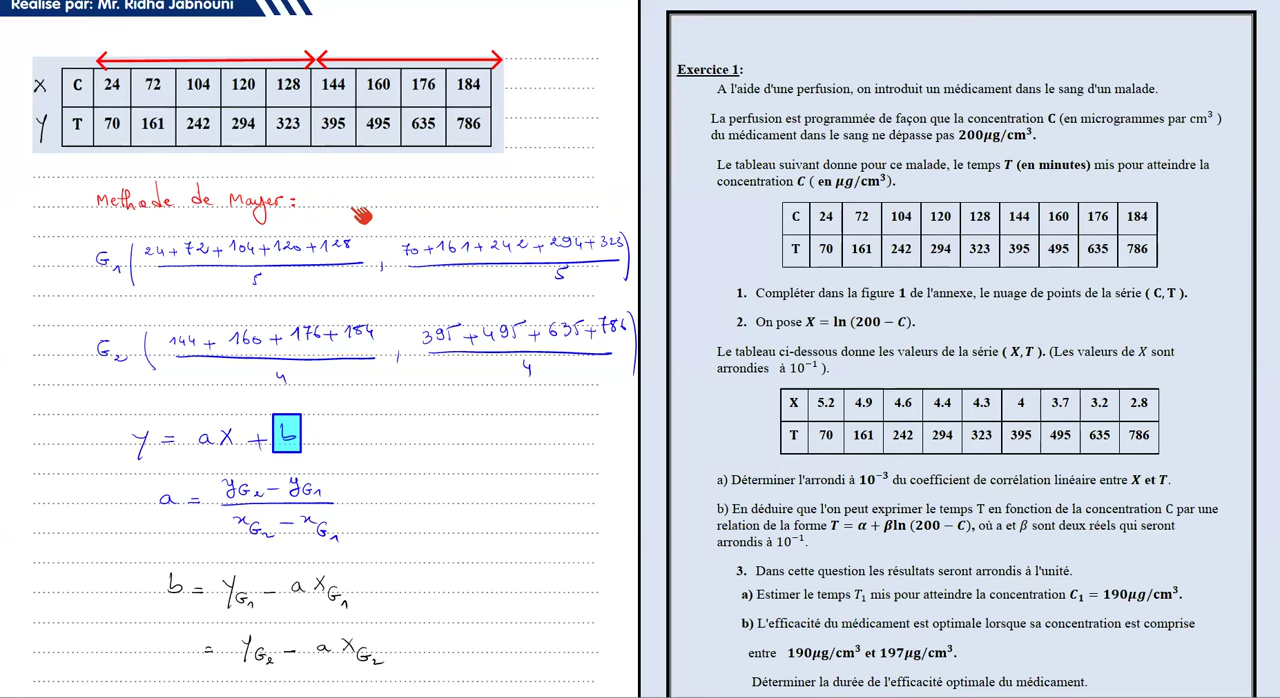 Réalisé par: Mr. Ridha Jabnouni
X C 24 72 104 120 128 144 160 176 184
Y T 70 161 242 294 323 395 495 635 786
Methode de Mayer :
G₁ ( (24+72+104+120+128)/5 , (70+161+242+294+323)/5 )
G₂ ( (144+160+176+184)/4 , (395+495+635+786)/4 )
y = aX + b
a = (yG₂ − yG₁)/(xG₂ − xG₁)
b = YG₁ − a XG₁
= YG₂ − a XG₂
Exercice 1:
A l'aide d'une perfusion, on introduit un médicament dans le sang d'un malade.
La perfusion est programmée de façon que la concentration C (en microgrammes par cm³ )
du médicament dans le sang ne dépasse pas 200μg/cm³.
Le tableau suivant donne pour ce malade, le temps T (en minutes) mis pour atteindre la
concentration C ( en μg/cm³).
C 24 72 104 120 128 144 160 176 184
T 70 161 242 294 323 395 495 635 786
1. Compléter dans la figure 1 de l'annexe, le nuage de points de la série ( C, T ).
2. On pose X = ln (200 − C).
Le tableau ci-dessous donne les valeurs de la série ( X, T ). (Les valeurs de X sont
arrondies à 10⁻¹ ).
X 5.2 4.9 4.6 4.4 4.3 4 3.7 3.2 2.8
T 70 161 242 294 323 395 495 635 786
a) Déterminer l'arrondi à 10⁻³ du coefficient de corrélation linéaire entre X et T.
b) En déduire que l'on peut exprimer le temps T en fonction de la concentration C par une
relation de la forme T = α + βln (200 − C), où a et β sont deux réels qui seront
arrondis à 10⁻¹.
3. Dans cette question les résultats seront arrondis à l'unité.
a) Estimer le temps T₁ mis pour atteindre la concentration C₁ = 190μg/cm³.
b) L'efficacité du médicament est optimale lorsque sa concentration est comprise
entre 190μg/cm³ et 197μg/cm³.
Déterminer la durée de l'efficacité optimale du médicament.